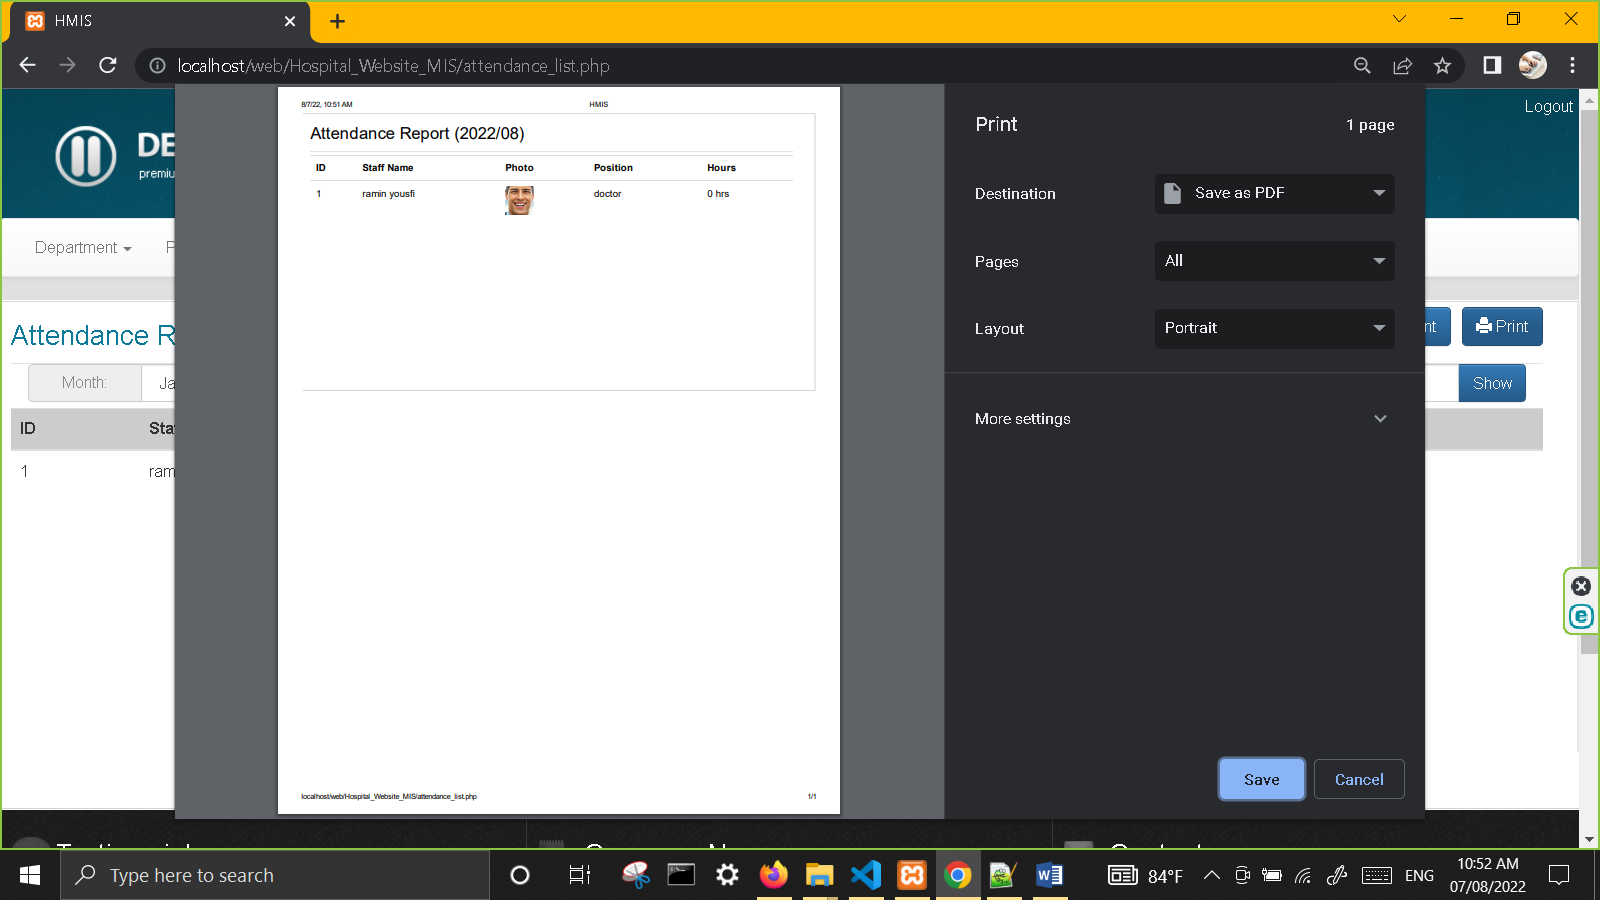 HMIS
localhost/web/Hospital_Website_MIS/attendance_list.php
Logout
DE
premiu
Department
P
Attendance R
nt
Print
Month:
Ja
Show
ID
Sta
1
ram
8/7/22, 10:51 AM
HMIS
Attendance Report (2022/08)
ID Staff Name Photo Position Hours
1 ramin yousfi doctor 0 hrs
localhost/web/Hospital_Website_MIS/attendance_list.php
1/1
Print
1 page
Destination
Save as PDF
Pages
All
Layout
Portrait
More settings
Save
Cancel
Type here to search
84°F
ENG
10:52 AM
07/08/2022